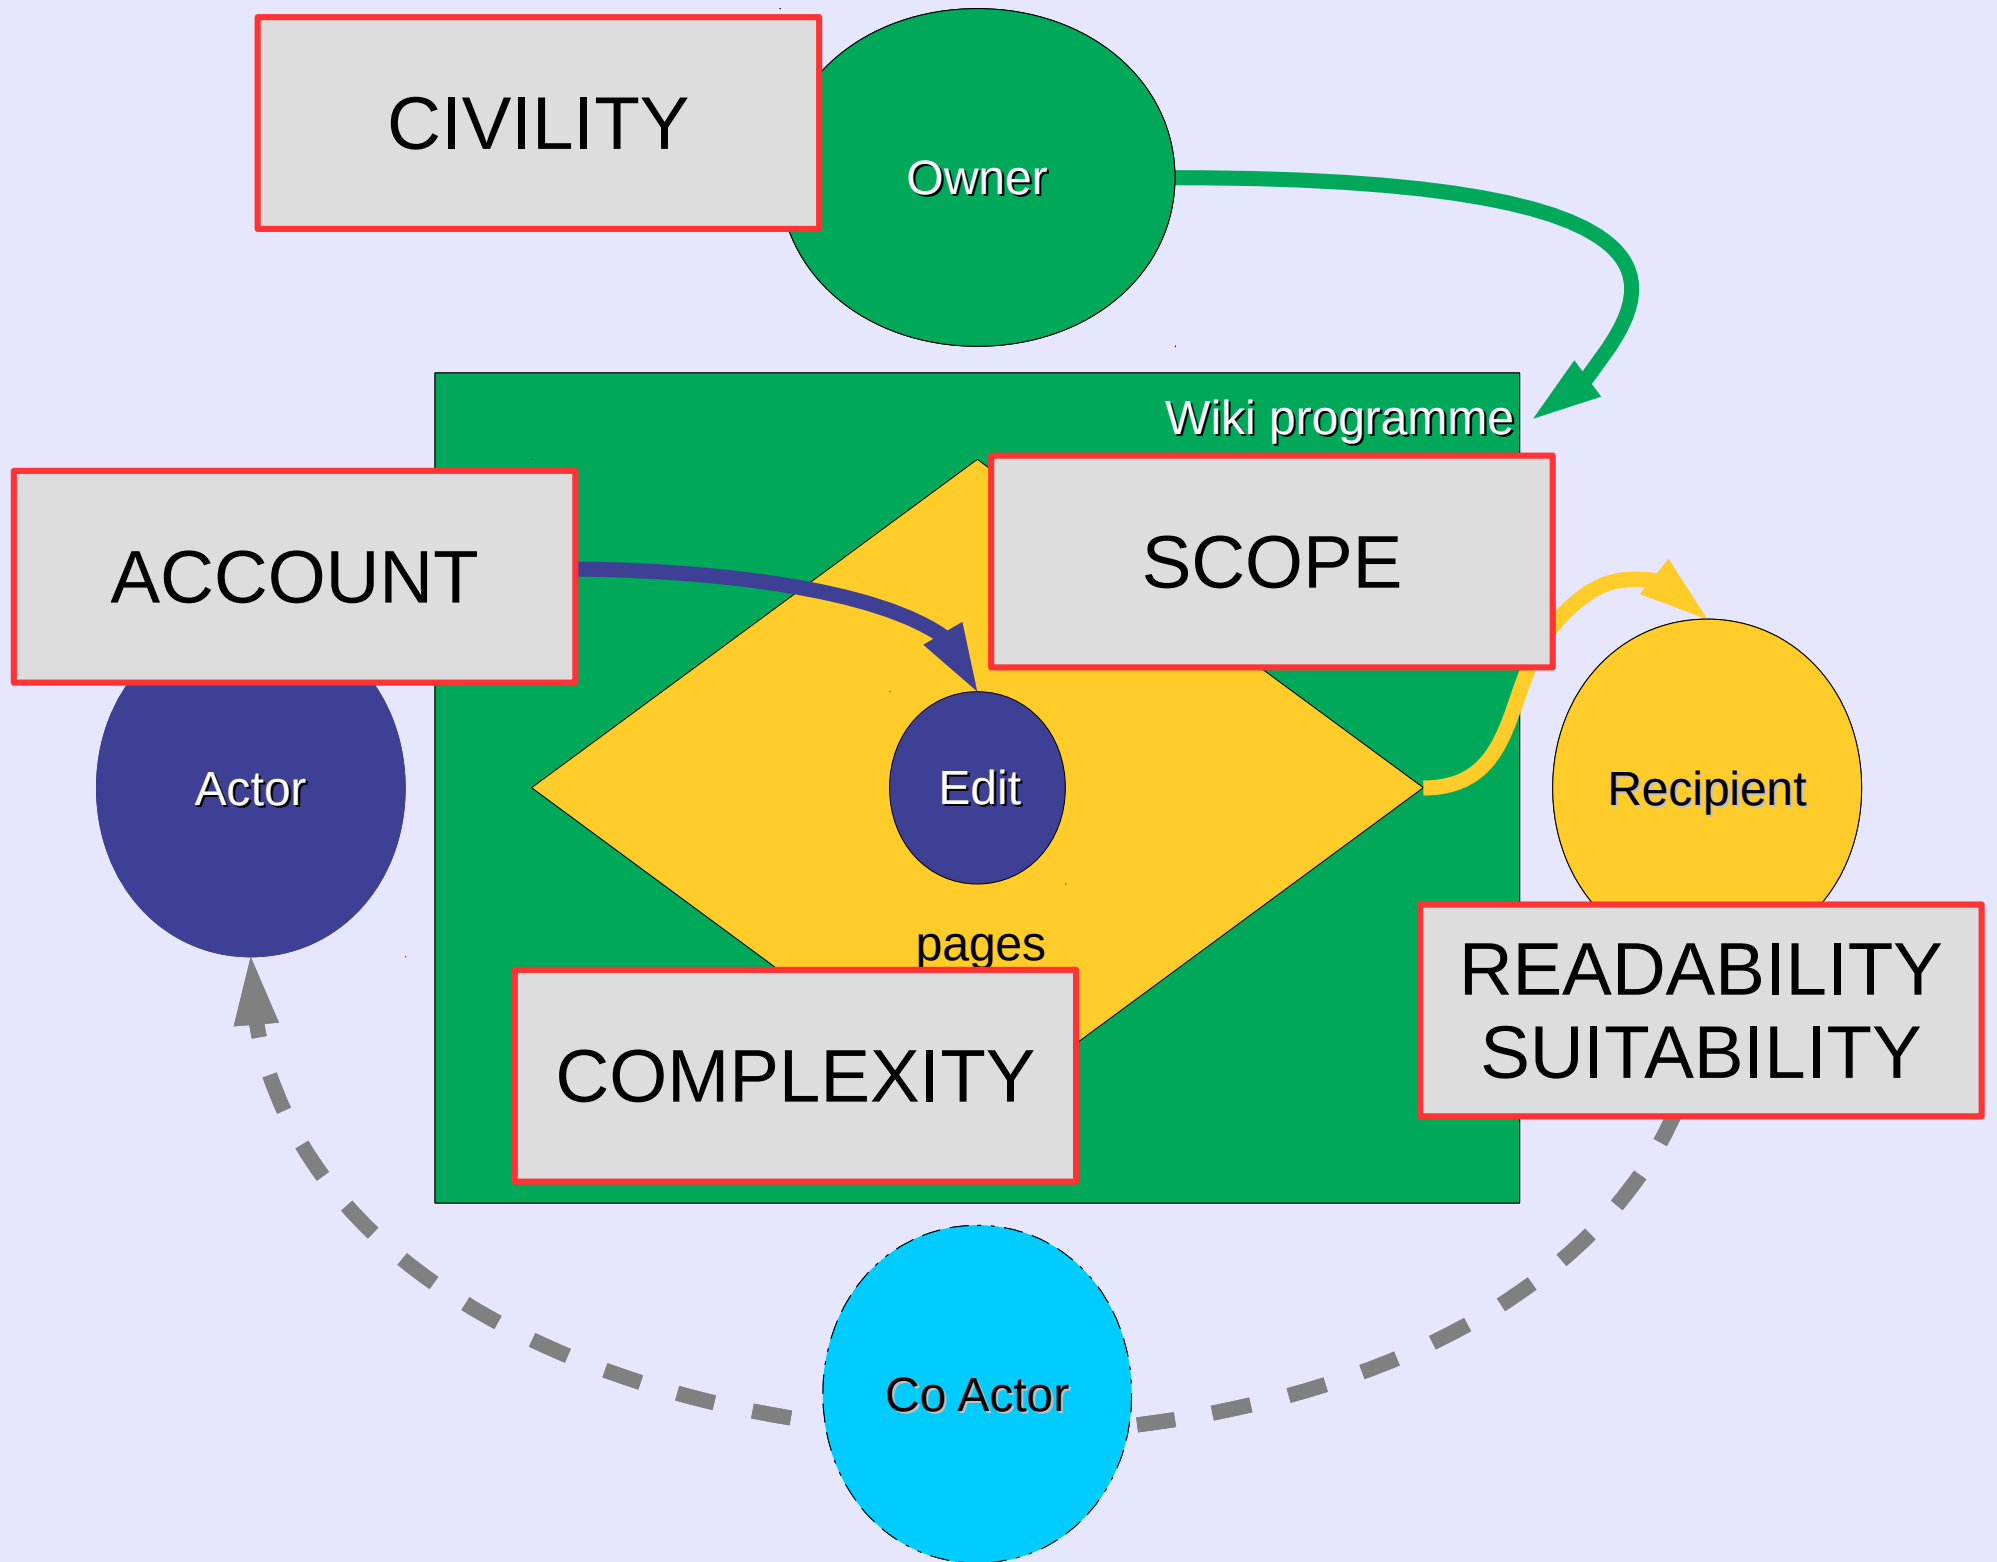 CIVILITY
Owner
Wiki programme
ACCOUNT
SCOPE
Actor
Edit
Recipient
pages
READABILITY
SUITABILITY
COMPLEXITY
Co Actor